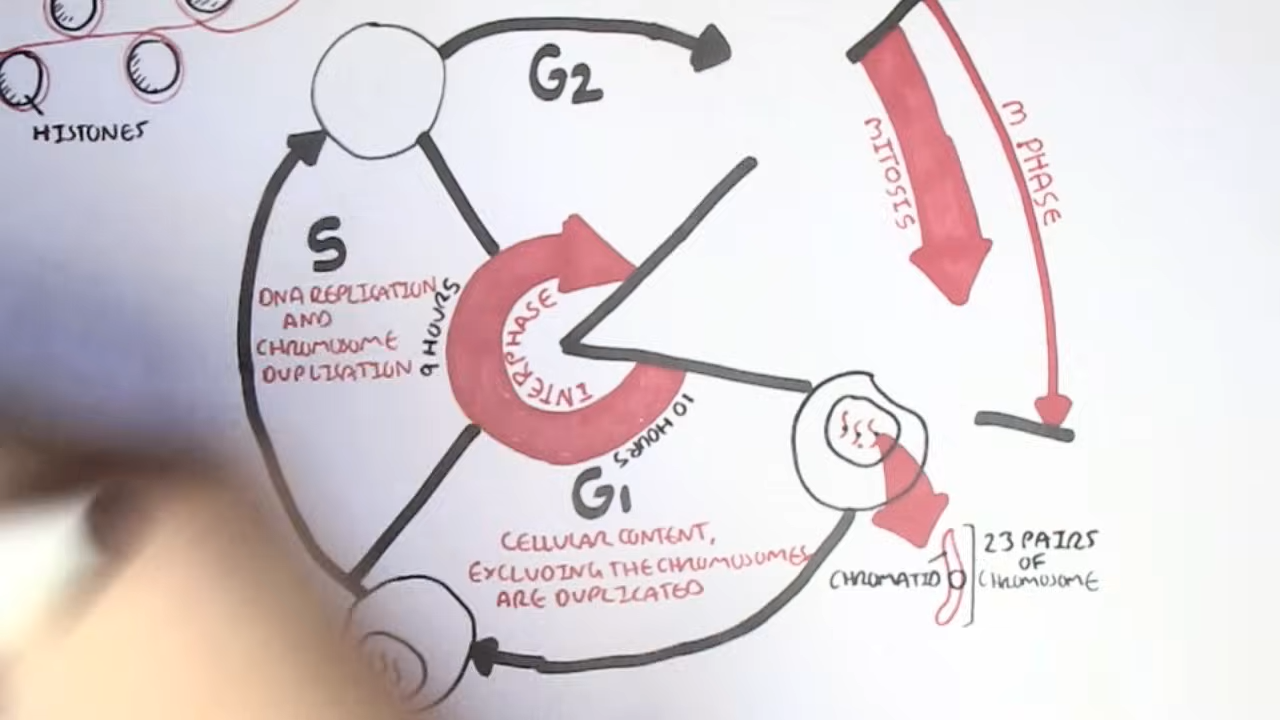 HISTONES
G2
M PHASE
MITOSIS
S
DNA REPLICATION
AND
CHROMOSOME
DUPLICATION
9 HOURS
INTERPHASE
10 HOURS
G1
CELLULAR CONTENT,
EXCLUDING THE CHROMOSOMES
ARE DUPLICATED
CHROMATID
23 PAIRS
OF
CHROMOSOME